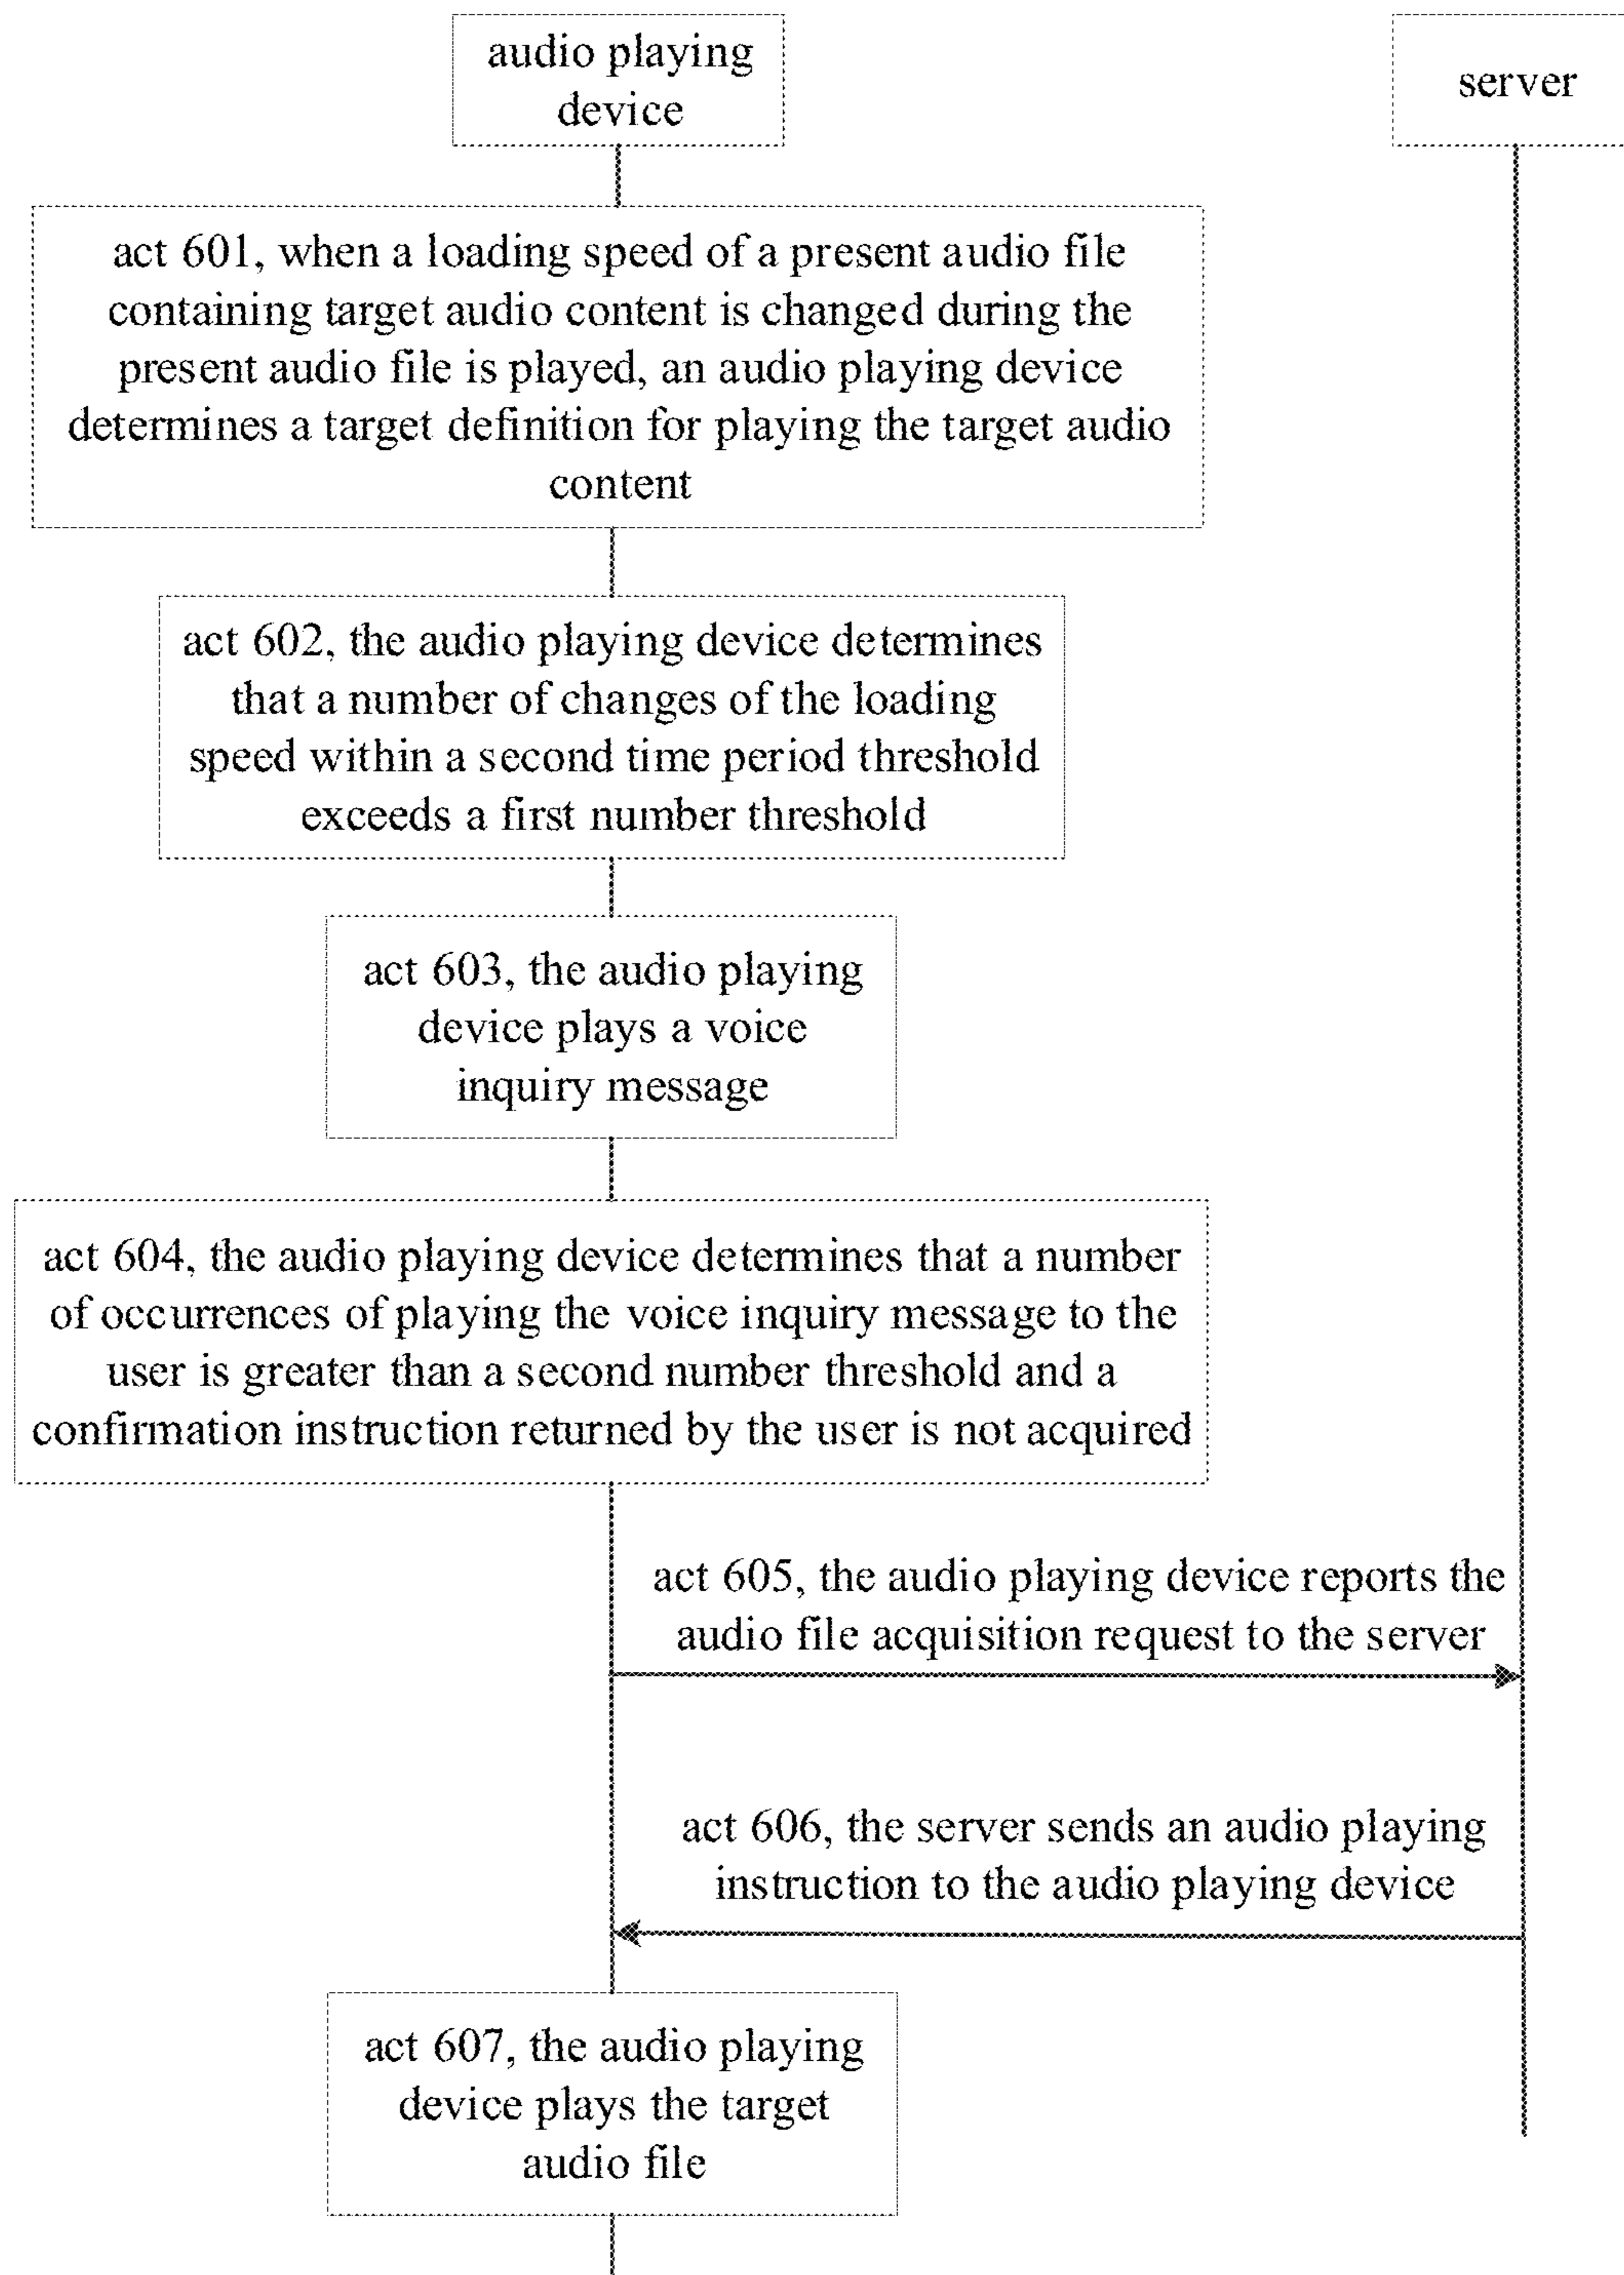 audio playing
device
server
act 601, when a loading speed of a present audio file
containing target audio content is changed during the
present audio file is played, an audio playing device
determines a target definition for playing the target audio
content
act 602, the audio playing device determines
that a number of changes of the loading
speed within a second time period threshold
exceeds a first number threshold
act 603, the audio playing
device plays a voice
inquiry message
act 604, the audio playing device determines that a number
of occurrences of playing the voice inquiry message to the
user is greater than a second number threshold and a
confirmation instruction returned by the user is not acquired
act 605, the audio playing device reports the
audio file acquisition request to the server
act 606, the server sends an audio playing
instruction to the audio playing device
act 607, the audio playing
device plays the target
audio file